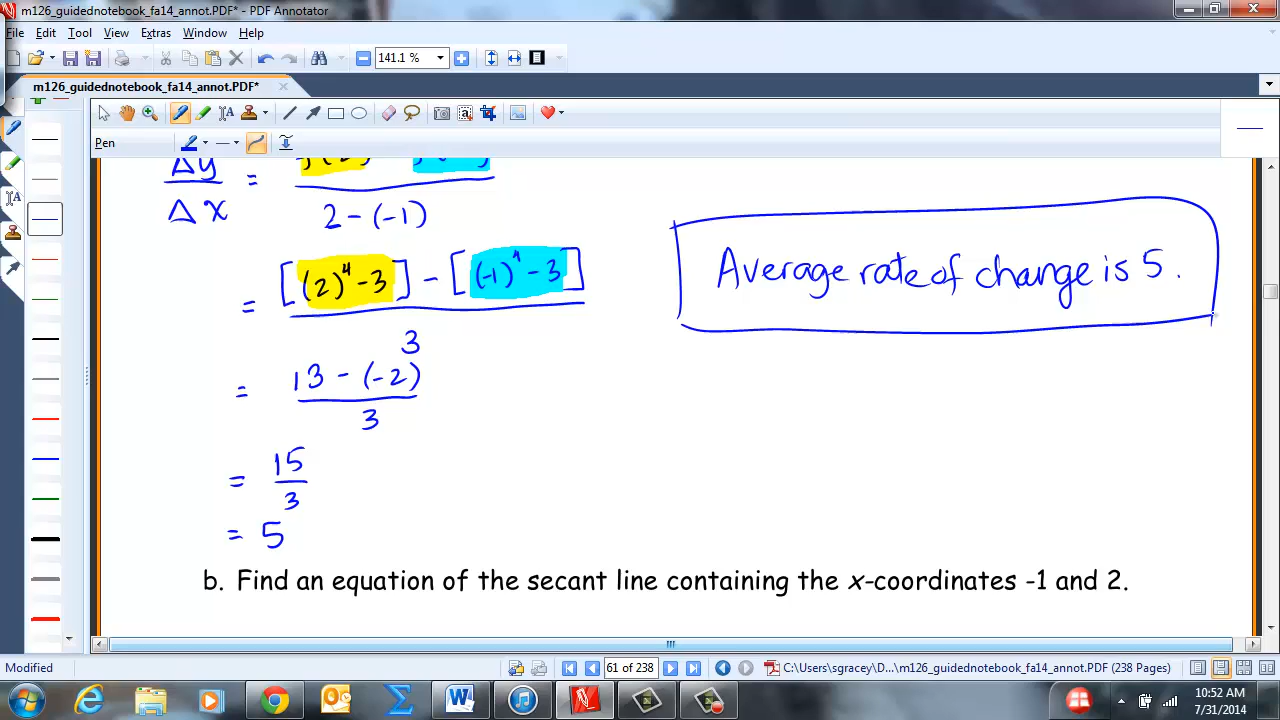 m126_guidednotebook_fa14_annot.PDF* - PDF Annotator
File Edit Tool View Extras Window Help
141.1 %
m126_guidednotebook_fa14_annot.PDF*
Pen
Δy
Δx
=
2 - (-1)
= [(2)^4 - 3] - [(-1)^4 - 3]
3
Average rate of change is 5.
= 13 - (-2)
3
= 15
3
= 5
b. Find an equation of the secant line containing the x-coordinates -1 and 2.
Modified
61 of 238
C:\Users\sgracey\D...\m126_guidednotebook_fa14_annot.PDF (238 Pages)
10:52 AM
7/31/2014